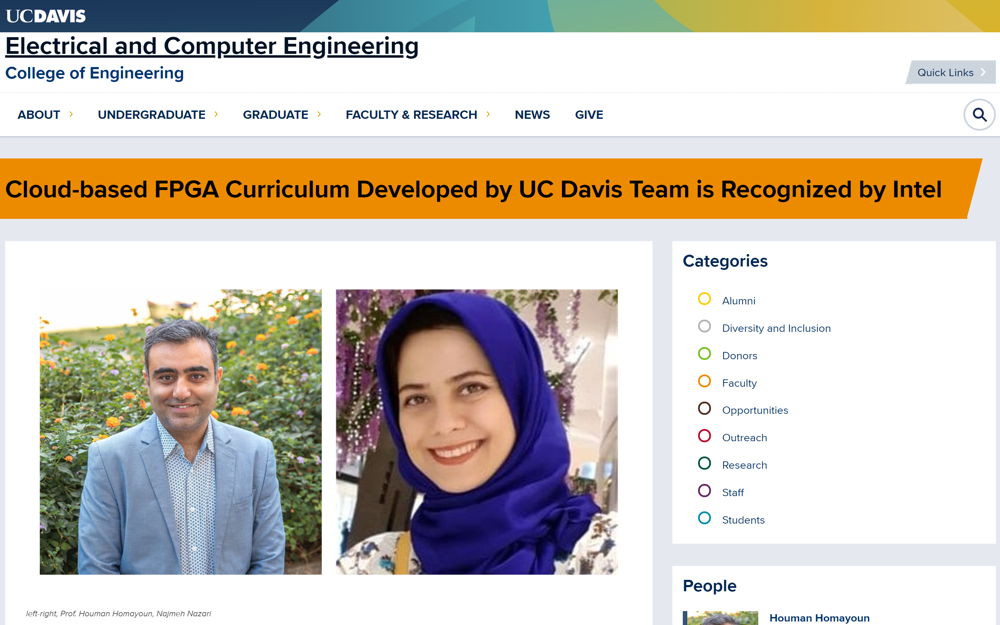 UCDAVIS
Electrical and Computer Engineering
College of Engineering
Quick Links
ABOUT
UNDERGRADUATE
GRADUATE
FACULTY & RESEARCH
NEWS
GIVE
Cloud-based FPGA Curriculum Developed by UC Davis Team is Recognized by Intel
Categories
Alumni
Diversity and Inclusion
Donors
Faculty
Opportunities
Outreach
Research
Staff
Students
left-right, Prof. Houman Homayoun, Najmeh Nazari
People
Houman Homayoun